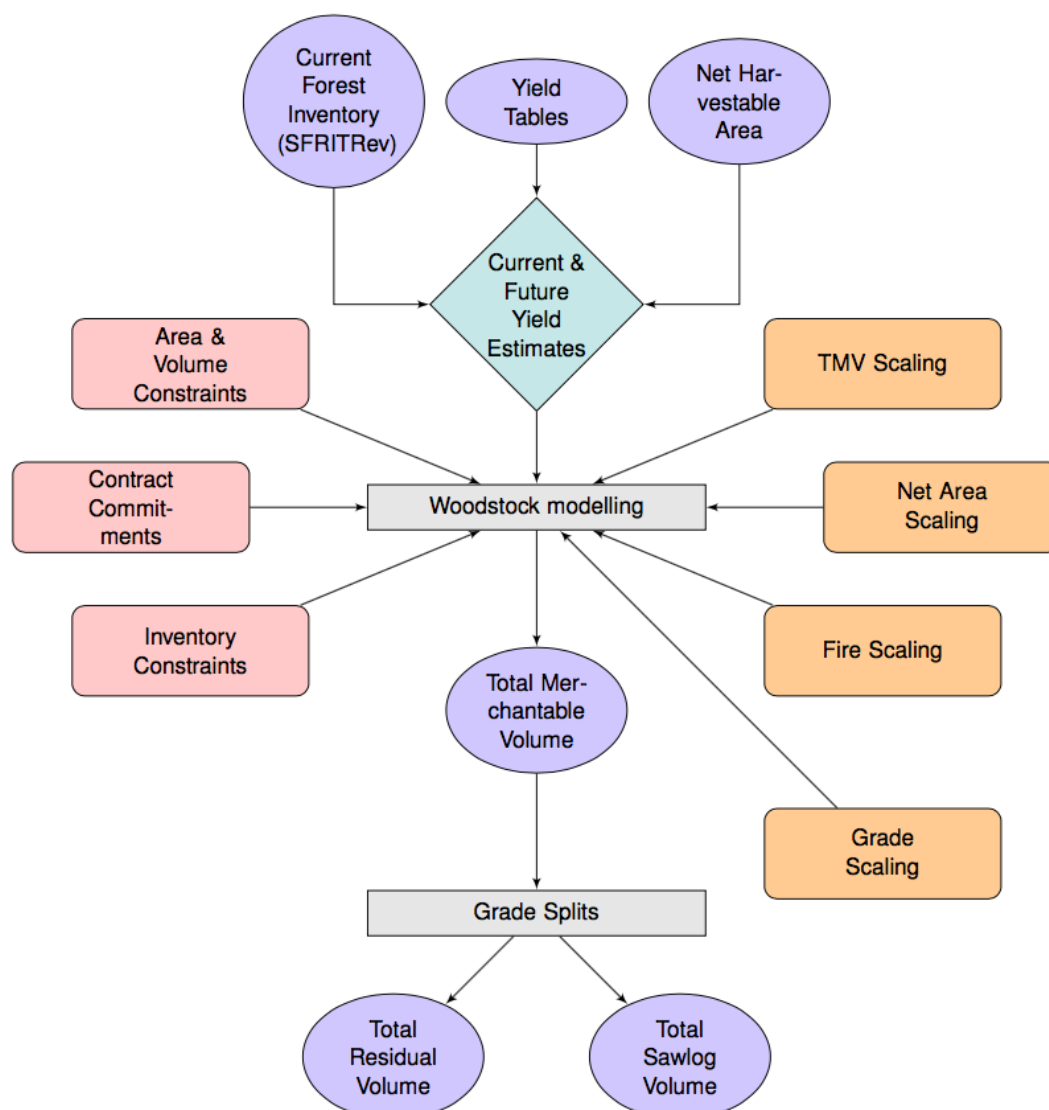 Current
Forest
Inventory
(SFRITRev)
Yield
Tables
Net Har-
vestable
Area
Current &
Future
Yield
Estimates
Area &
Volume
Constraints
TMV Scaling
Contract
Commit-
ments
Woodstock modelling
Net Area
Scaling
Inventory
Constraints
Fire Scaling
Total Mer-
chantable
Volume
Grade
Scaling
Grade Splits
Total
Residual
Volume
Total
Sawlog
Volume